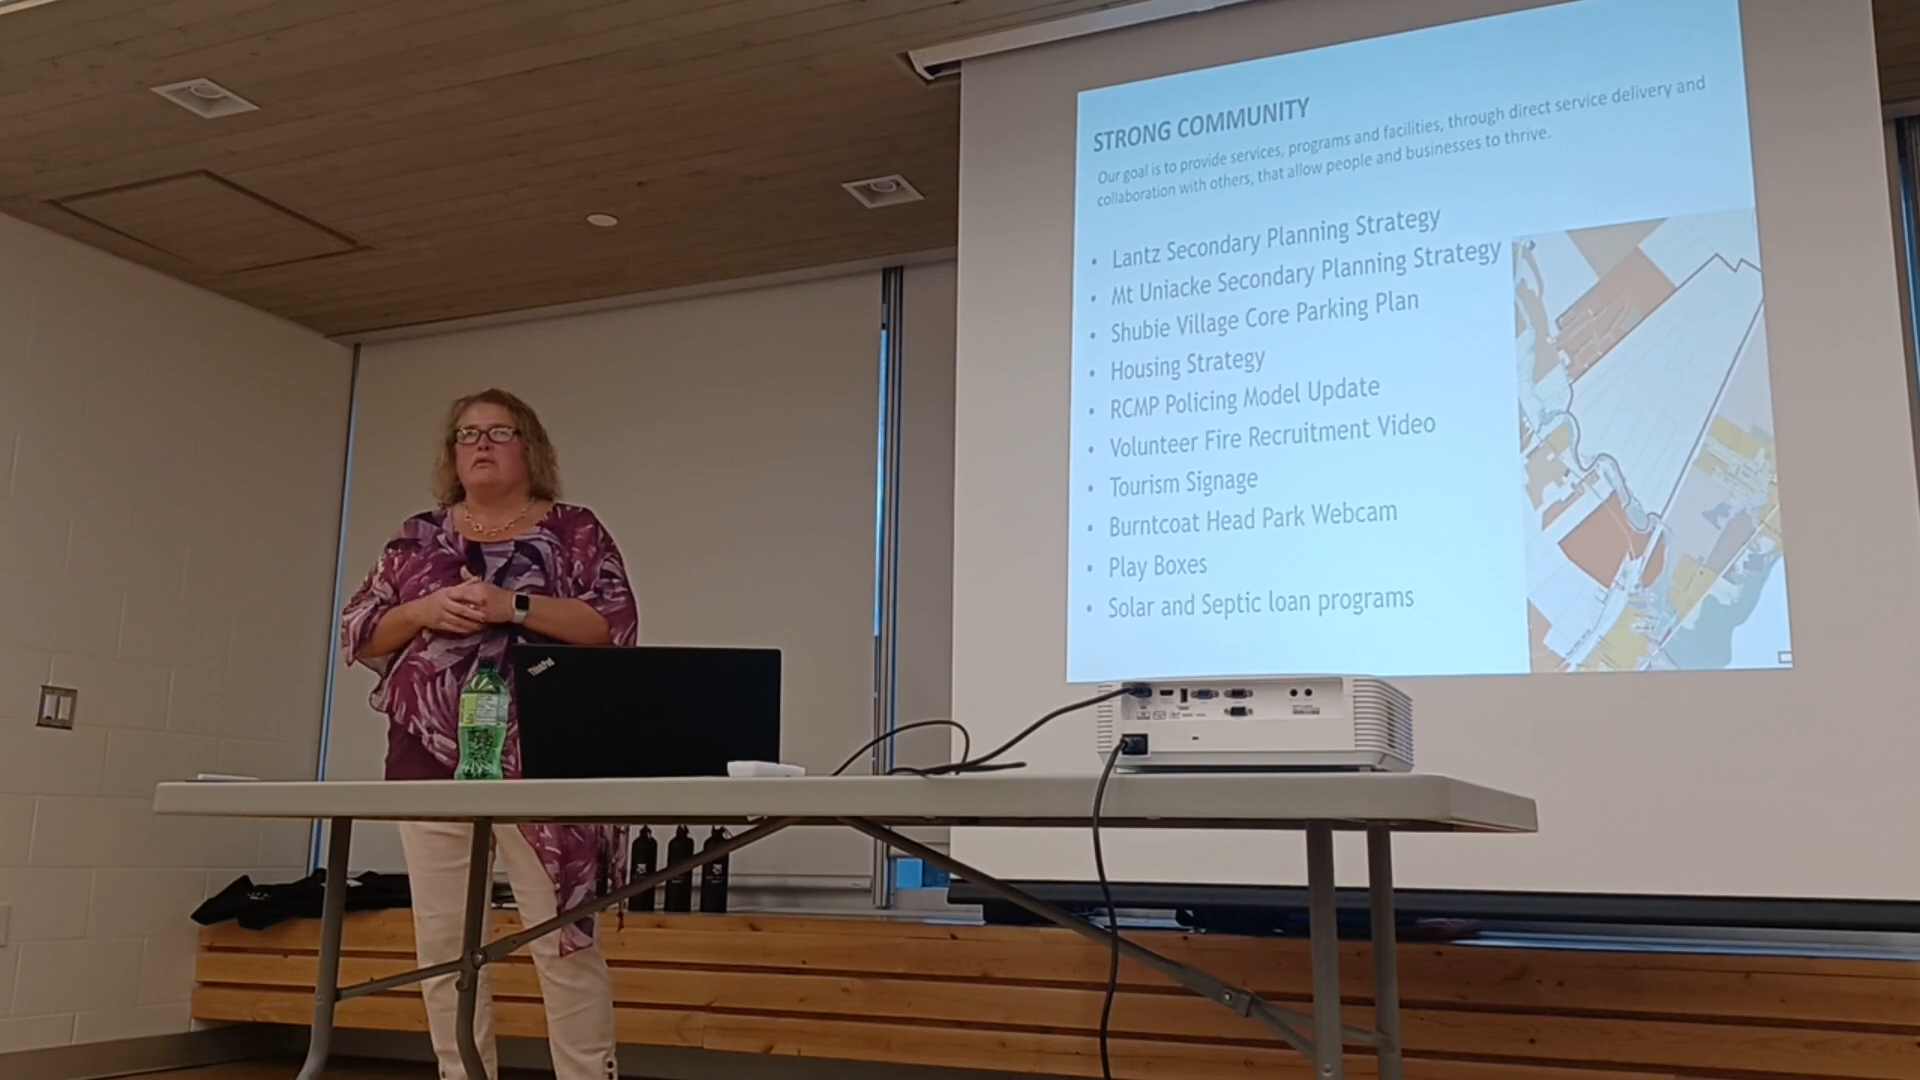 STRONG COMMUNITY
Our goal is to provide services, programs and facilities, through direct service delivery and
collaboration with others, that allow people and businesses to thrive.
• Lantz Secondary Planning Strategy
• Mt Uniacke Secondary Planning Strategy
• Shubie Village Core Parking Plan
• Housing Strategy
• RCMP Policing Model Update
• Volunteer Fire Recruitment Video
• Tourism Signage
• Burntcoat Head Park Webcam
• Play Boxes
• Solar and Septic loan programs
ThinkPad